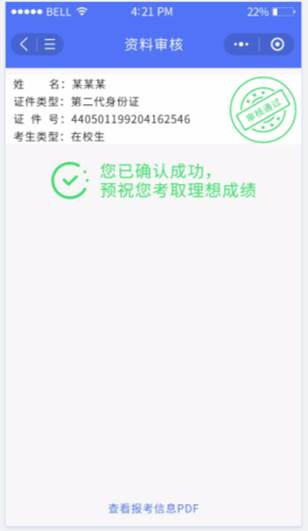 BELL 4:21 PM 22%
资料审核
姓 名：某某某
证件类型：第二代身份证
证 件 号：440501199204162546
考生类型：在校生
审核通过
您已确认成功，
预祝您考取理想成绩
查看报考信息PDF